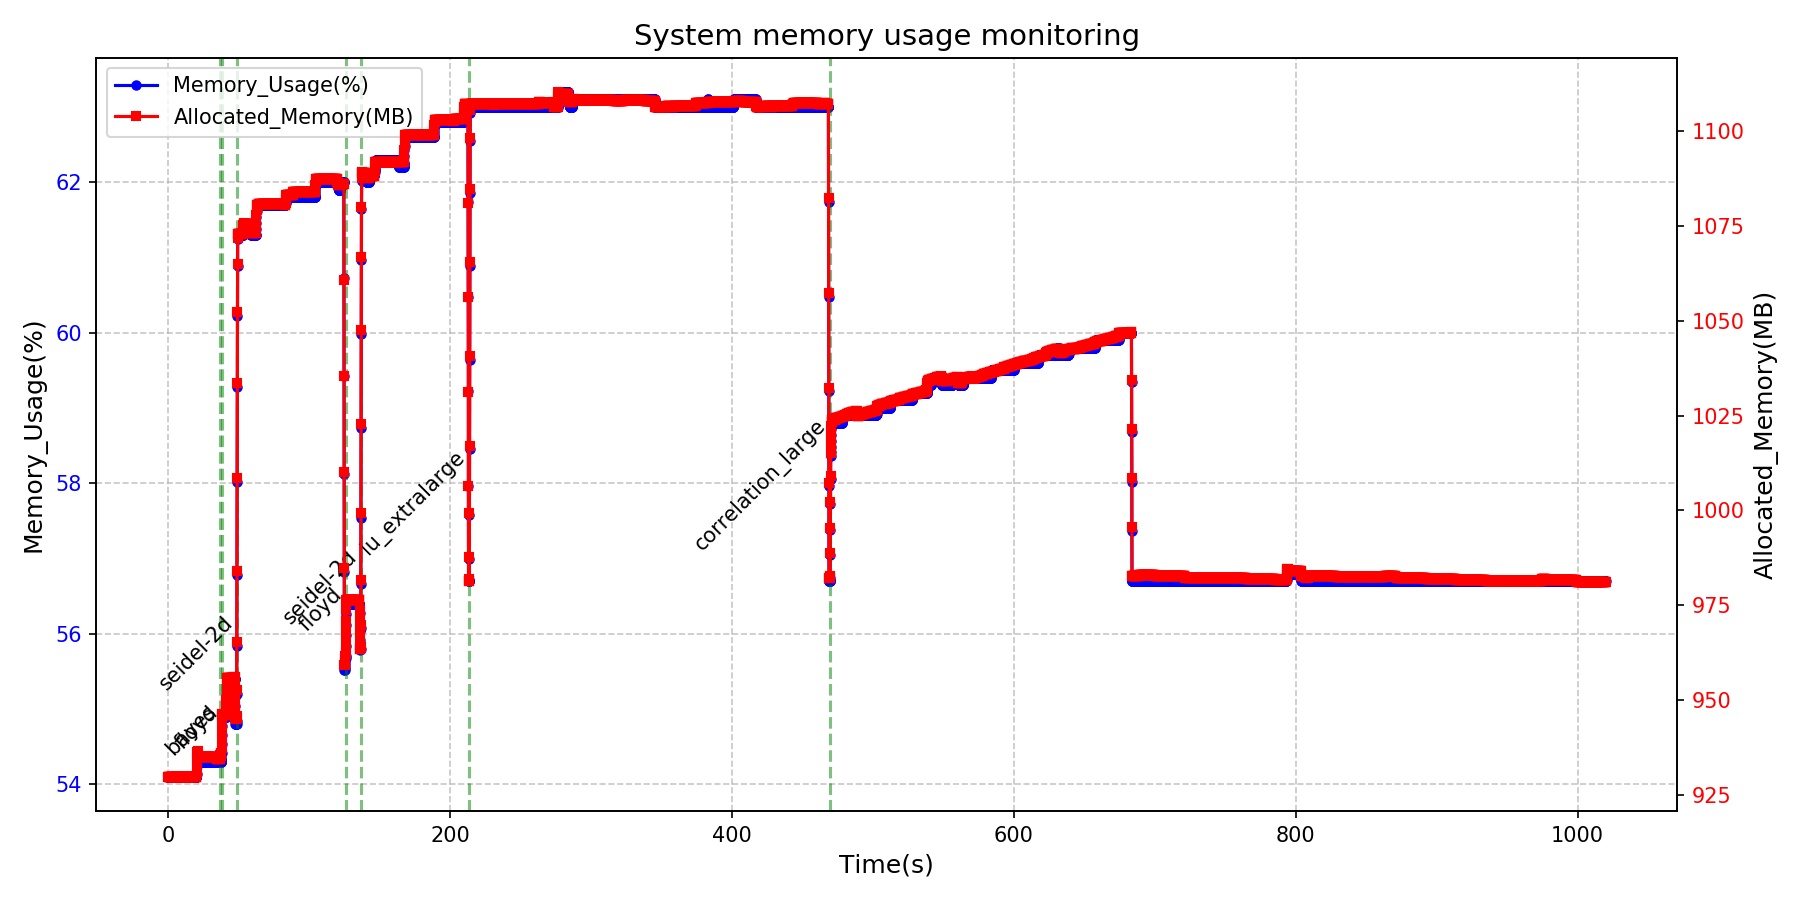 System memory usage monitoring
Memory_Usage(%)
Allocated_Memory(MB)
Memory_Usage(%)
62
60
58
56
54
1100
1075
1050
1025
1000
975
950
925
Allocated_Memory(MB)
seidel-2d
floyd
seidel-2d
floyd
lu_extralarge
correlation_large
0
200
400
600
800
1000
Time(s)